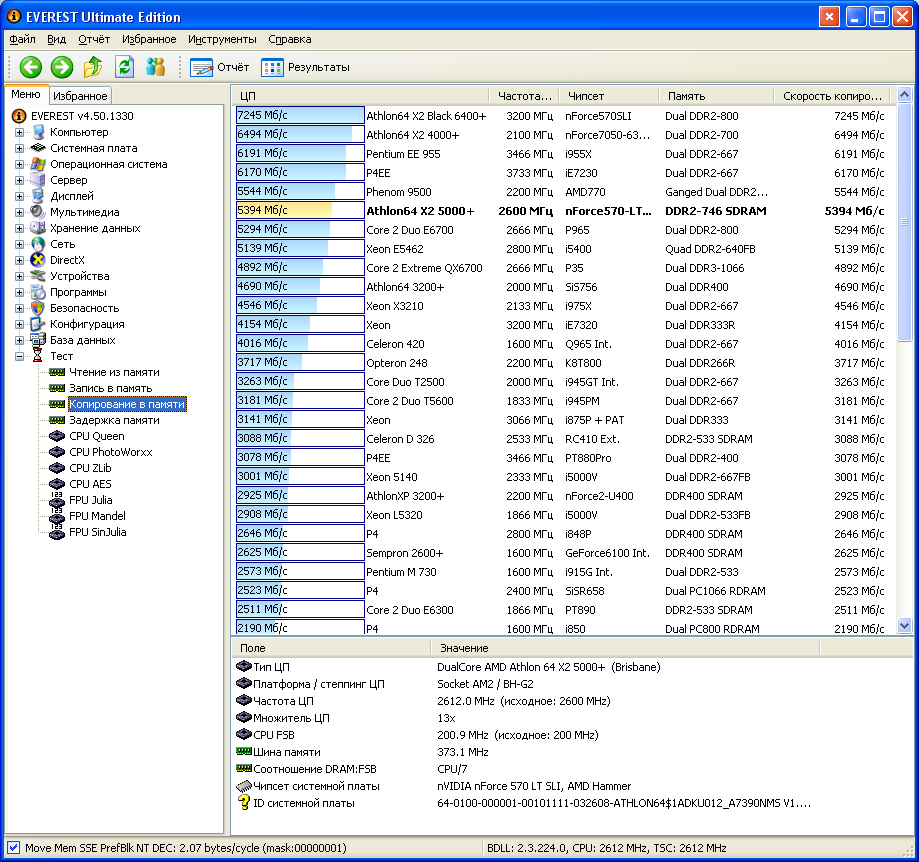 EVEREST Ultimate Edition
Файл Вид Отчёт Избранное Инструменты Справка
Отчёт Результаты
Меню Избранное
EVEREST v4.50.1330
Компьютер
Системная плата
Операционная система
Сервер
Дисплей
Мультимедиа
Хранение данных
Сеть
DirectX
Устройства
Программы
Безопасность
Конфигурация
База данных
Тест
Чтение из памяти
Запись в память
Копирование в памяти
Задержка памяти
CPU Queen
CPU PhotoWorxx
CPU ZLib
CPU AES
FPU Julia
FPU Mandel
FPU SinJulia
ЦП Частота... Чипсет Память Скорость копиро...
7245 Мб/с Athlon64 X2 Black 6400+ 3200 МГц nForce570SLI Dual DDR2-800 7245 Мб/с
6494 Мб/с Athlon64 X2 4000+ 2100 МГц nForce7050-63... Dual DDR2-700 6494 Мб/с
6191 Мб/с Pentium EE 955 3466 МГц i955X Dual DDR2-667 6191 Мб/с
6170 Мб/с P4EE 3733 МГц iE7230 Dual DDR2-667 6170 Мб/с
5544 Мб/с Phenom 9500 2200 МГц AMD770 Ganged Dual DDR2... 5544 Мб/с
5394 Мб/с Athlon64 X2 5000+ 2600 МГц nForce570-LT... DDR2-746 SDRAM 5394 Мб/с
5294 Мб/с Core 2 Duo E6700 2666 МГц P965 Dual DDR2-800 5294 Мб/с
5139 Мб/с Xeon E5462 2800 МГц i5400 Quad DDR2-640FB 5139 Мб/с
4892 Мб/с Core 2 Extreme QX6700 2666 МГц P35 Dual DDR3-1066 4892 Мб/с
4690 Мб/с Athlon64 3200+ 2000 МГц SiS756 Dual DDR400 4690 Мб/с
4546 Мб/с Xeon X3210 2133 МГц i975X Dual DDR2-667 4546 Мб/с
4154 Мб/с Xeon 3200 МГц iE7320 Dual DDR333R 4154 Мб/с
4016 Мб/с Celeron 420 1600 МГц Q965 Int. Dual DDR2-667 4016 Мб/с
3717 Мб/с Opteron 248 2200 МГц K8T800 Dual DDR266R 3717 Мб/с
3263 Мб/с Core Duo T2500 2000 МГц i945GT Int. Dual DDR2-667 3263 Мб/с
3181 Мб/с Core 2 Duo T5600 1833 МГц i945PM Dual DDR2-667 3181 Мб/с
3141 Мб/с Xeon 3066 МГц i875P + PAT Dual DDR333 3141 Мб/с
3088 Мб/с Celeron D 326 2533 МГц RC410 Ext. DDR2-533 SDRAM 3088 Мб/с
3078 Мб/с P4EE 3466 МГц PT880Pro Dual DDR2-400 3078 Мб/с
3001 Мб/с Xeon 5140 2333 МГц i5000V Dual DDR2-667FB 3001 Мб/с
2925 Мб/с AthlonXP 3200+ 2200 МГц nForce2-U400 DDR400 SDRAM 2925 Мб/с
2908 Мб/с Xeon L5320 1866 МГц i5000V Dual DDR2-533FB 2908 Мб/с
2646 Мб/с P4 2800 МГц i848P DDR400 SDRAM 2646 Мб/с
2625 Мб/с Sempron 2600+ 1600 МГц GeForce6100 Int. DDR400 SDRAM 2625 Мб/с
2573 Мб/с Pentium M 730 1600 МГц i915G Int. Dual DDR2-533 2573 Мб/с
2523 Мб/с P4 2400 МГц SiSR658 Dual PC1066 RDRAM 2523 Мб/с
2511 Мб/с Core 2 Duo E6300 1866 МГц PT890 DDR2-533 SDRAM 2511 Мб/с
2190 Мб/с P4 1600 МГц i850 Dual PC800 RDRAM 2190 Мб/с
Поле Значение
Тип ЦП DualCore AMD Athlon 64 X2 5000+ (Brisbane)
Платформа / степпинг ЦП Socket AM2 / BH-G2
Частота ЦП 2612.0 MHz (исходное: 2600 MHz)
Множитель ЦП 13x
CPU FSB 200.9 MHz (исходное: 200 MHz)
Шина памяти 373.1 MHz
Соотношение DRAM:FSB CPU/7
Чипсет системной платы nVIDIA nForce 570 LT SLI, AMD Hammer
ID системной платы 64-0100-000001-00101111-032608-ATHLON64$1ADKU012_A7390NMS V1....
Move Mem SSE PrefBlk NT DEC: 2.07 bytes/cycle (mask:00000001) BDLL: 2.3.224.0, CPU: 2612 MHz, TSC: 2612 MHz